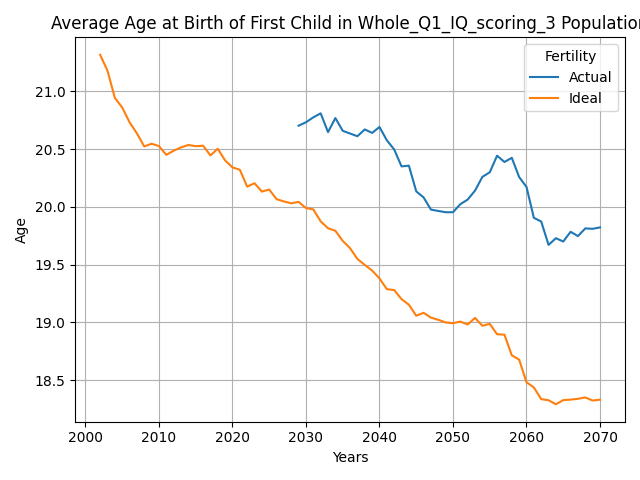 Average Age at Birth of First Child in Whole_Q1_IQ_scoring_3 Population
Fertility
Actual
Ideal
Age
21.0
20.5
20.0
19.5
19.0
18.5
2000 2010 2020 2030 2040 2050 2060 2070
Years